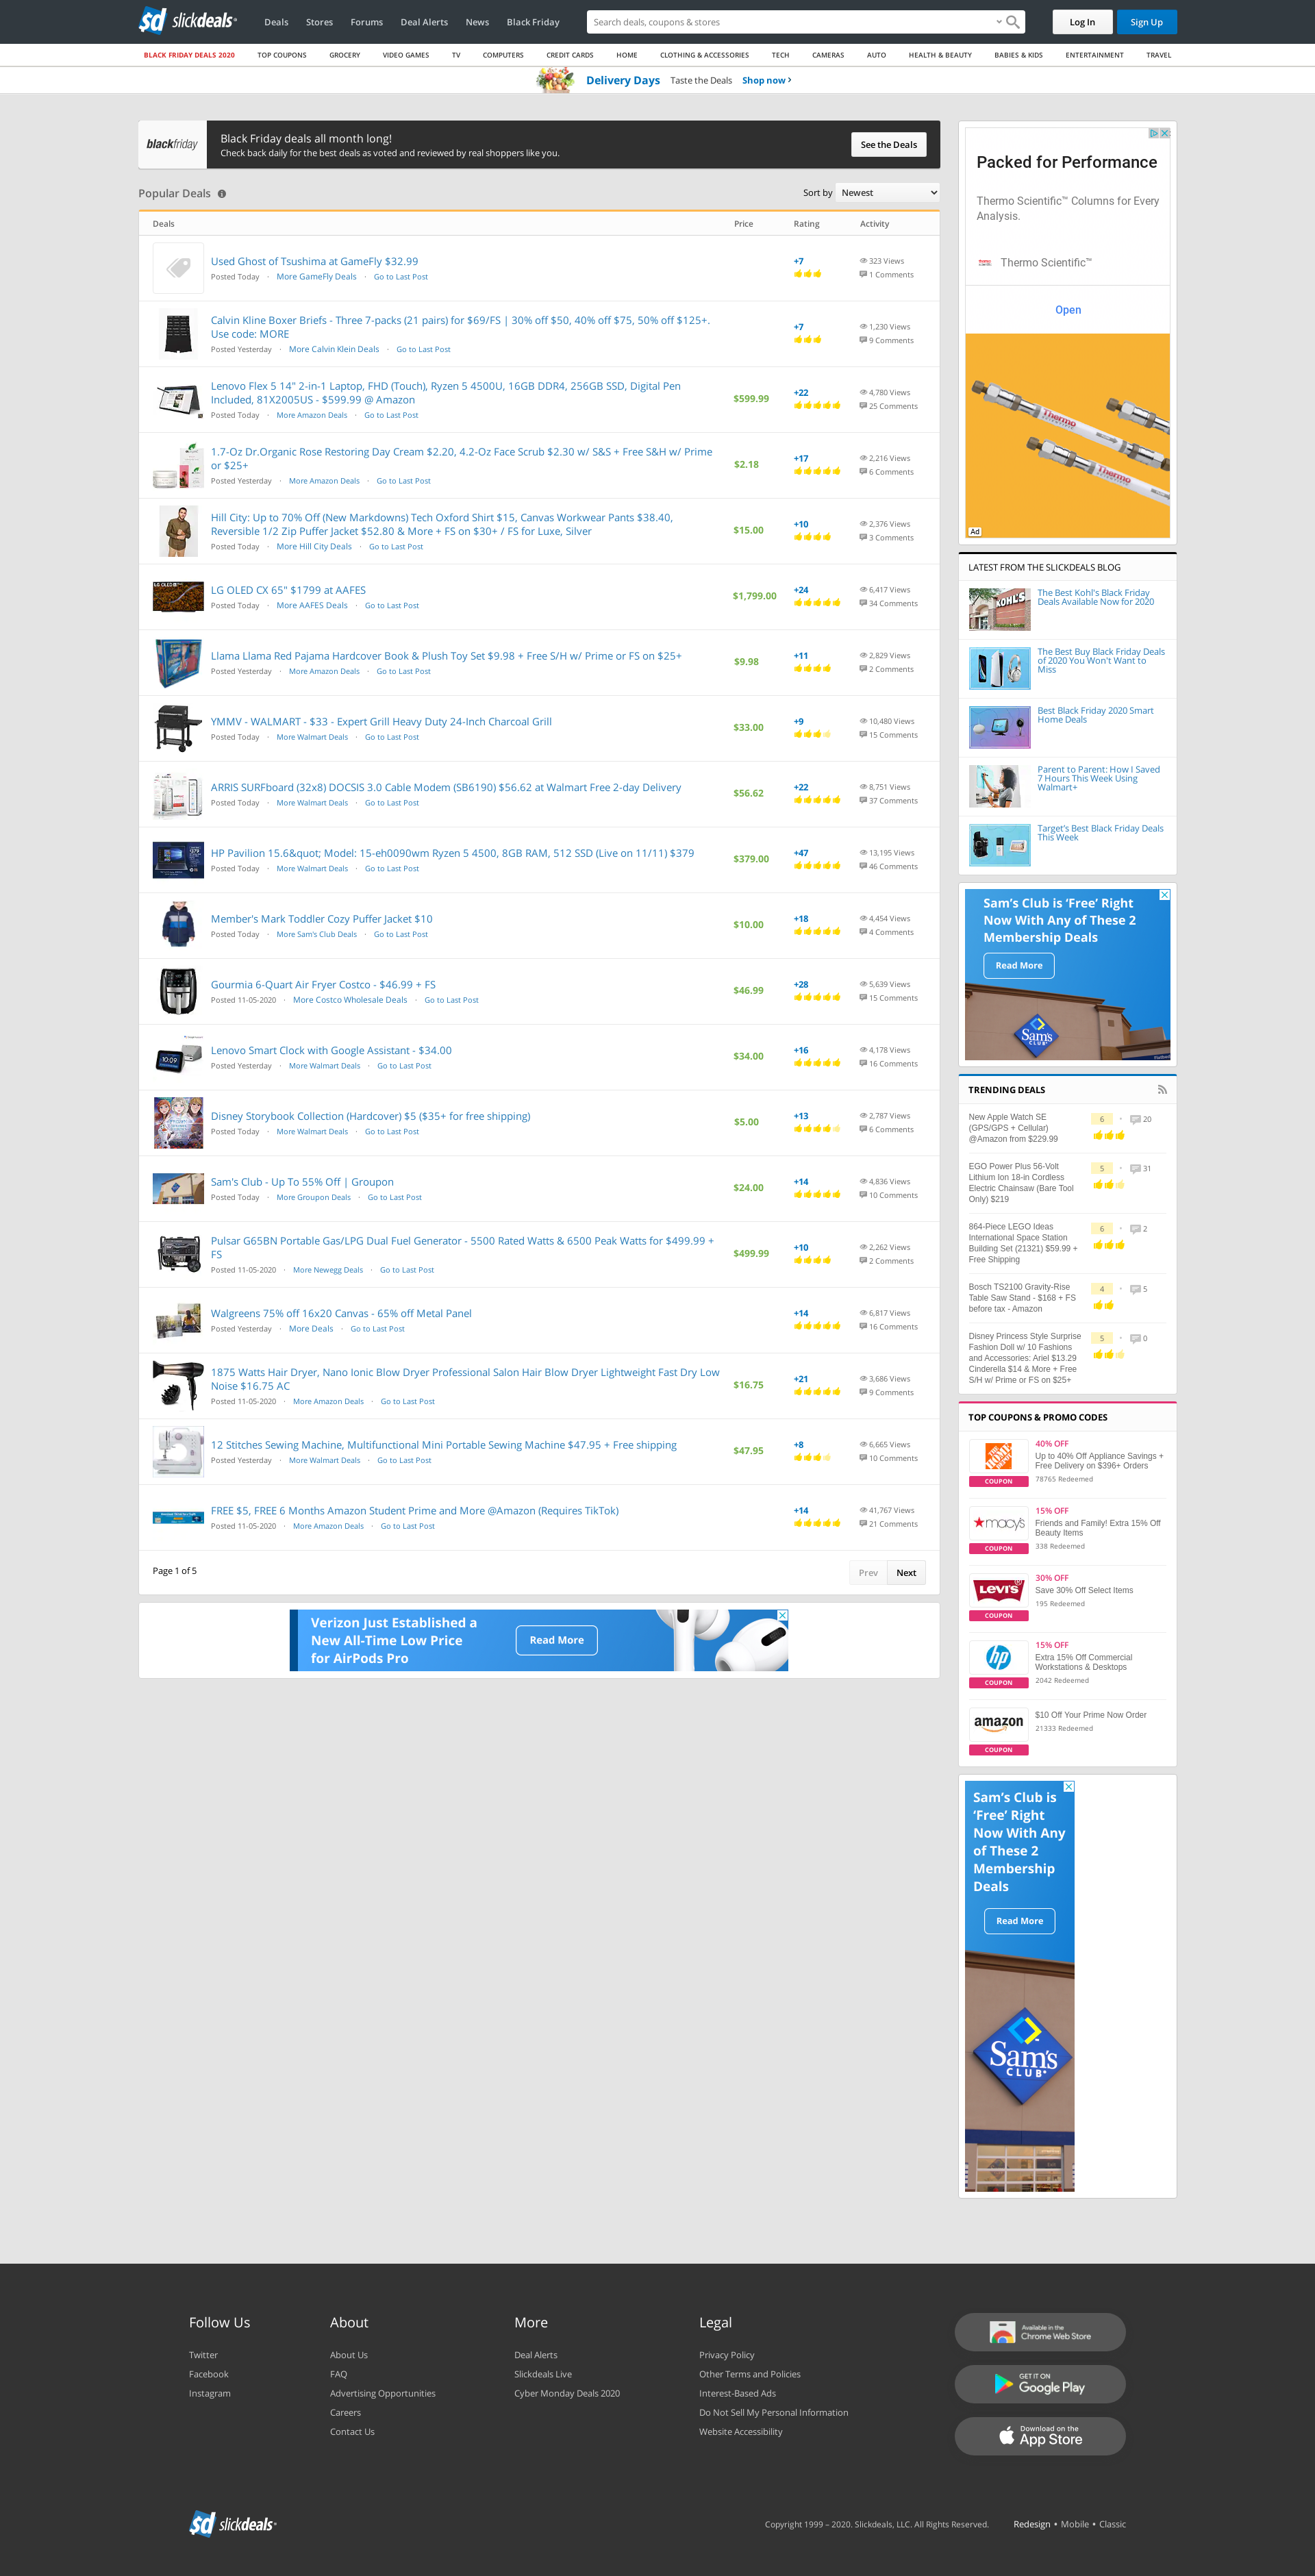 slickdeals
Deals
Stores
Forums
Deal Alerts
News
Black Friday
Search deals, coupons & stores
Log In
Sign Up
BLACK FRIDAY DEALS 2020
TOP COUPONS
GROCERY
VIDEO GAMES
TV
COMPUTERS
CREDIT CARDS
HOME
CLOTHING & ACCESSORIES
TECH
CAMERAS
AUTO
HEALTH & BEAUTY
BABIES & KIDS
ENTERTAINMENT
TRAVEL
Delivery Days Taste the Deals Shop now
blackfriday
Black Friday deals all month long!
Check back daily for the best deals as voted and reviewed by real shoppers like you.
See the Deals
Popular Deals
Sort by Newest
Deals Price Rating Activity
Used Ghost of Tsushima at GameFly $32.99
Posted Today · More GameFly Deals · Go to Last Post
+7
323 Views
1 Comments
Calvin Kline Boxer Briefs - Three 7-packs (21 pairs) for $69/FS | 30% off $50, 40% off $75, 50% off $125+.
Use code: MORE
Posted Yesterday · More Calvin Klein Deals · Go to Last Post
+7
1,230 Views
9 Comments
Lenovo Flex 5 14" 2-in-1 Laptop, FHD (Touch), Ryzen 5 4500U, 16GB DDR4, 256GB SSD, Digital Pen
Included, 81X2005US - $599.99 @ Amazon
Posted Today · More Amazon Deals · Go to Last Post
$599.99
+22
4,780 Views
25 Comments
1.7-Oz Dr.Organic Rose Restoring Day Cream $2.20, 4.2-Oz Face Scrub $2.30 w/ S&S + Free S&H w/ Prime
or $25+
Posted Yesterday · More Amazon Deals · Go to Last Post
$2.18
+17
2,216 Views
6 Comments
Hill City: Up to 70% Off (New Markdowns) Tech Oxford Shirt $15, Canvas Workwear Pants $38.40,
Reversible 1/2 Zip Puffer Jacket $52.80 & More + FS on $30+ / FS for Luxe, Silver
Posted Today · More Hill City Deals · Go to Last Post
$15.00
+10
2,376 Views
3 Comments
LG OLED CX 65" $1799 at AAFES
Posted Today · More AAFES Deals · Go to Last Post
$1,799.00
+24
6,417 Views
34 Comments
Llama Llama Red Pajama Hardcover Book & Plush Toy Set $9.98 + Free S/H w/ Prime or FS on $25+
Posted Yesterday · More Amazon Deals · Go to Last Post
$9.98
+11
2,829 Views
2 Comments
YMMV - WALMART - $33 - Expert Grill Heavy Duty 24-Inch Charcoal Grill
Posted Today · More Walmart Deals · Go to Last Post
$33.00
+9
10,480 Views
15 Comments
ARRIS SURFboard (32x8) DOCSIS 3.0 Cable Modem (SB6190) $56.62 at Walmart Free 2-day Delivery
Posted Today · More Walmart Deals · Go to Last Post
$56.62
+22
8,751 Views
37 Comments
HP Pavilion 15.6&quot; Model: 15-eh0090wm Ryzen 5 4500, 8GB RAM, 512 SSD (Live on 11/11) $379
Posted Today · More Walmart Deals · Go to Last Post
$379.00
+47
13,195 Views
46 Comments
Member's Mark Toddler Cozy Puffer Jacket $10
Posted Today · More Sam's Club Deals · Go to Last Post
$10.00
+18
4,454 Views
4 Comments
Gourmia 6-Quart Air Fryer Costco - $46.99 + FS
Posted 11-05-2020 · More Costco Wholesale Deals · Go to Last Post
$46.99
+28
5,639 Views
15 Comments
Lenovo Smart Clock with Google Assistant - $34.00
Posted Yesterday · More Walmart Deals · Go to Last Post
$34.00
+16
4,178 Views
16 Comments
Disney Storybook Collection (Hardcover) $5 ($35+ for free shipping)
Posted Today · More Walmart Deals · Go to Last Post
$5.00
+13
2,787 Views
6 Comments
Sam's Club - Up To 55% Off | Groupon
Posted Today · More Groupon Deals · Go to Last Post
$24.00
+14
4,836 Views
10 Comments
Pulsar G65BN Portable Gas/LPG Dual Fuel Generator - 5500 Rated Watts & 6500 Peak Watts for $499.99 +
FS
Posted 11-05-2020 · More Newegg Deals · Go to Last Post
$499.99
+10
2,262 Views
2 Comments
Walgreens 75% off 16x20 Canvas - 65% off Metal Panel
Posted Yesterday · More Deals · Go to Last Post
+14
6,817 Views
16 Comments
1875 Watts Hair Dryer, Nano Ionic Blow Dryer Professional Salon Hair Blow Dryer Lightweight Fast Dry Low
Noise $16.75 AC
Posted 11-05-2020 · More Amazon Deals · Go to Last Post
$16.75
+21
3,686 Views
9 Comments
12 Stitches Sewing Machine, Multifunctional Mini Portable Sewing Machine $47.95 + Free shipping
Posted Yesterday · More Walmart Deals · Go to Last Post
$47.95
+8
6,665 Views
10 Comments
FREE $5, FREE 6 Months Amazon Student Prime and More @Amazon (Requires TikTok)
Posted 11-05-2020 · More Amazon Deals · Go to Last Post
+14
41,767 Views
21 Comments
Page 1 of 5
Prev
Next
Verizon Just Established a
New All-Time Low Price
for AirPods Pro
Read More
Packed for Performance
Thermo Scientific™ Columns for Every
Analysis.
Thermo Scientific™
Open
Thermo
Thermo
Ad
LATEST FROM THE SLICKDEALS BLOG
KOHL'S
The Best Kohl's Black Friday
Deals Available Now for 2020
The Best Buy Black Friday Deals
of 2020 You Won't Want to
Miss
Best Black Friday 2020 Smart
Home Deals
Parent to Parent: How I Saved
7 Hours This Week Using
Walmart+
Target's Best Black Friday Deals
This Week
Sam's Club is 'Free' Right
Now With Any of These 2
Membership Deals
Read More
Sam's
CLUB
TRENDING DEALS
New Apple Watch SE
(GPS/GPS + Cellular)
@Amazon from $229.99
6 · 20
EGO Power Plus 56-Volt
Lithium Ion 18-in Cordless
Electric Chainsaw (Bare Tool
Only) $219
5 · 31
864-Piece LEGO Ideas
International Space Station
Building Set (21321) $59.99 +
Free Shipping
6 · 2
Bosch TS2100 Gravity-Rise
Table Saw Stand - $168 + FS
before tax - Amazon
4 · 5
Disney Princess Style Surprise
Fashion Doll w/ 10 Fashions
and Accessories: Ariel $13.29
Cinderella $14 & More + Free
S/H w/ Prime or FS on $25+
5 · 0
TOP COUPONS & PROMO CODES
COUPON
40% OFF
Up to 40% Off Appliance Savings +
Free Delivery on $396+ Orders
78765 Redeemed
macy's
COUPON
15% OFF
Friends and Family! Extra 15% Off
Beauty Items
338 Redeemed
LEVI'S
COUPON
30% OFF
Save 30% Off Select Items
195 Redeemed
hp
COUPON
15% OFF
Extra 15% Off Commercial
Workstations & Desktops
2042 Redeemed
amazon
COUPON
$10 Off Your Prime Now Order
21333 Redeemed
Sam's Club is
'Free' Right
Now With Any
of These 2
Membership
Deals
Read More
Sam's
CLUB
Follow Us
Twitter
Facebook
Instagram
About
About Us
FAQ
Advertising Opportunities
Careers
Contact Us
More
Deal Alerts
Slickdeals Live
Cyber Monday Deals 2020
Legal
Privacy Policy
Other Terms and Policies
Interest-Based Ads
Do Not Sell My Personal Information
Website Accessibility
Available in the
Chrome Web Store
GET IT ON
Google Play
Download on the
App Store
slickdeals
Copyright 1999 – 2020. Slickdeals, LLC. All Rights Reserved.
Redesign • Mobile • Classic